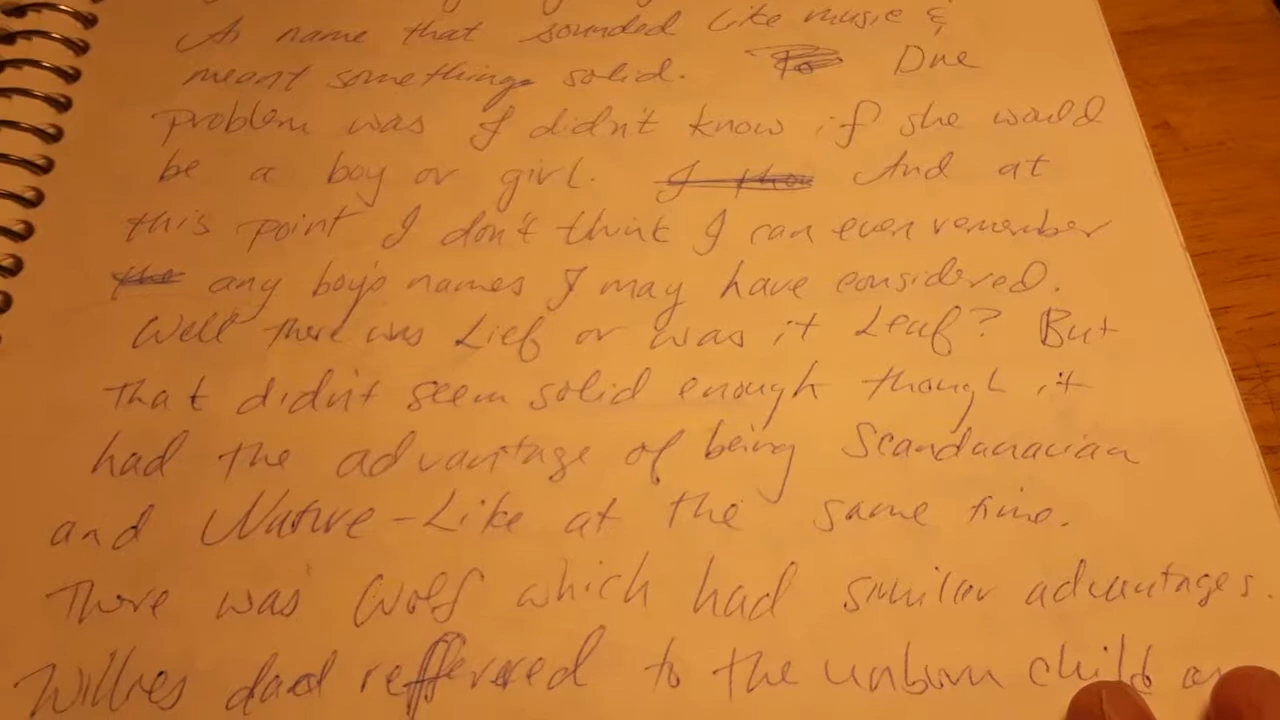 A name that sounded like music &
meant something solid. One
problem was I didn't know if she would
be a boy or girl. And at
this point I don't think I can even remember
any boy's names I may have considered.
Well there was Lief or was it Leaf? But
that didn't seem solid enough though it
had the advantage of being Scandanavian
and Nature-Like at the same time.
There was Wolf which had similar advantages.
Willies dad reffered to the unborn child